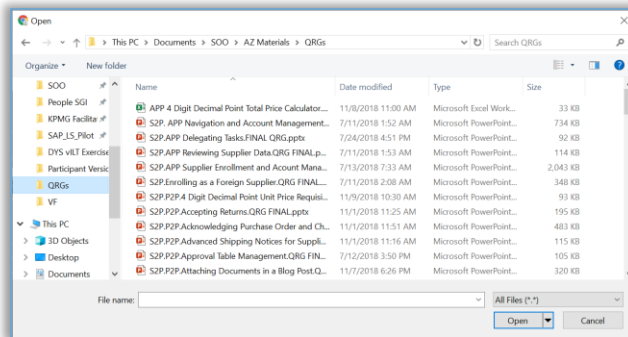 Open
This PC > Documents > SOO > AZ Materials > QRGs
Search QRGs
Organize
New folder
Name Date modified Type Size
SOO
People SGI
KPMG Facilita
SAP_LS_Pilot
DYS vILT Exercise
Participant Versic
QRGs
VF
This PC
3D Objects
Desktop
Documents
APP 4 Digit Decimal Point Total Price Calculator.... 11/8/2018 11:00 AM Microsoft Excel Work... 33 KB
S2P. APP Navigation and Account Management... 7/11/2018 1:52 AM Microsoft PowerPoint... 734 KB
S2P.APP Delegating Tasks.FINAL QRG.pptx 7/24/2018 4:51 PM Microsoft PowerPoint... 92 KB
S2P.APP Reviewing Supplier Data.QRG FINAL.p... 7/11/2018 1:53 AM Microsoft PowerPoint... 114 KB
S2P.APP Supplier Enrollment and Acount Mana... 7/13/2018 7:33 AM Microsoft PowerPoint... 2,043 KB
S2P.Enrolling as a Foreign Supplier.QRG FINAL.... 7/11/2018 2:08 AM Microsoft PowerPoint... 348 KB
S2P.P2P.4 Digit Decimal Point Unit Price Requisi... 11/9/2018 10:30 AM Microsoft PowerPoint... 93 KB
S2P.P2P.Accepting Returns.QRG FINAL.pptx 11/1/2018 11:25 AM Microsoft PowerPoint... 195 KB
S2P.P2P.Acknowledging Purchase Order and Ch... 11/1/2018 11:51 AM Microsoft PowerPoint... 483 KB
S2P.P2P.Advanced Shipping Notices for Suppli... 11/1/2018 11:16 AM Microsoft PowerPoint... 115 KB
S2P.P2P.Approval Table Management.QRG FIN... 7/12/2018 3:50 PM Microsoft PowerPoint... 105 KB
S2P.P2P.Attaching Documents in a Blog Post.Q... 11/7/2018 6:26 PM Microsoft PowerPoint... 320 KB
File name:
All Files (*.*)
Open
Cancel